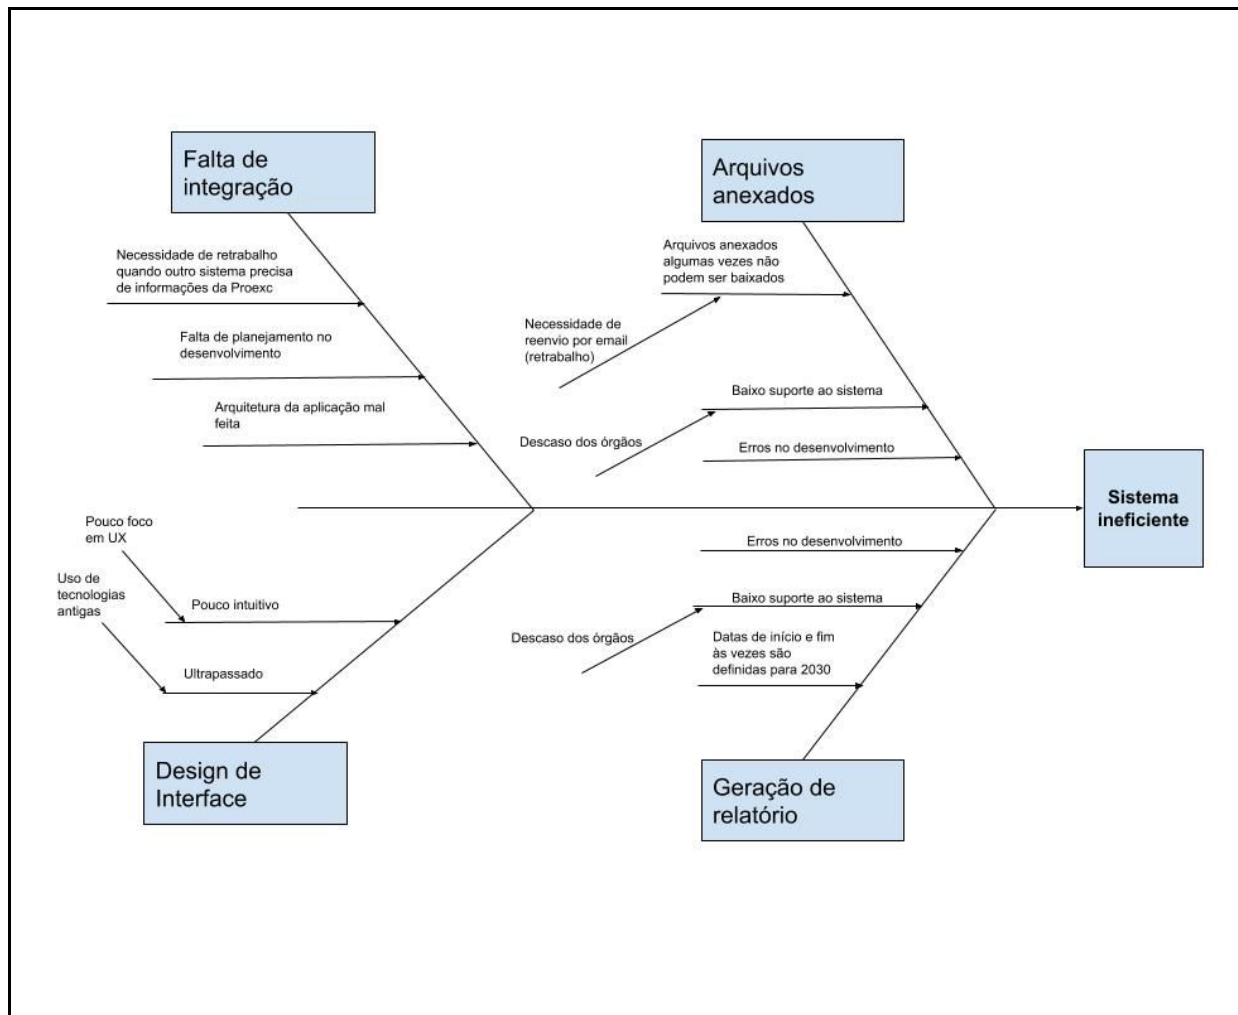 Falta de
integração
Necessidade de retrabalho
quando outro sistema precisa
de informações da Proexc
Falta de planejamento no
desenvolvimento
Arquitetura da aplicação mal
feita
Arquivos
anexados
Arquivos anexados
algumas vezes não
podem ser baixados
Necessidade de
reenvio por email
(retrabalho)
Baixo suporte ao sistema
Descaso dos órgãos
Erros no desenvolvimento
Sistema
ineficiente
Pouco foco
em UX
Uso de
tecnologias
antigas
Pouco intuitivo
Ultrapassado
Design de
Interface
Erros no desenvolvimento
Baixo suporte ao sistema
Descaso dos órgãos
Datas de início e fim
às vezes são
definidas para 2030
Geração de
relatório